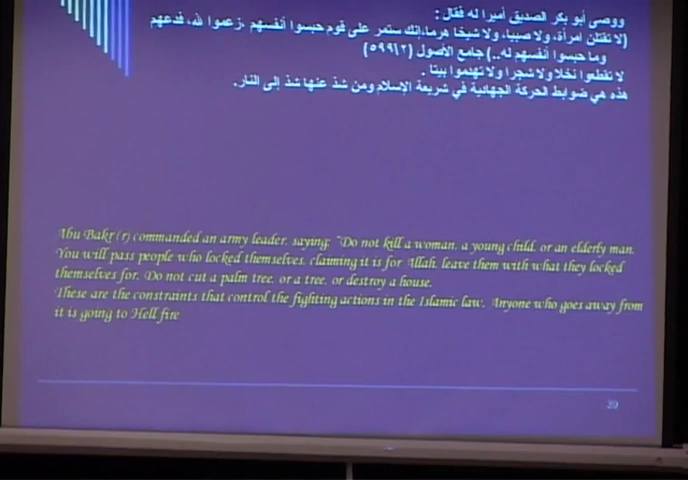 ووصى أبو بكر الصديق أميرا له فقال :
(لا تقتلن امرأة، ولا صبيا، ولا شيخا هرما،إنك ستمر على قوم حبسوا أنفسهم ،زعموا لله، فدعهم
وما حبسوا أنفسهم له..) جامع الأصول (٢\٥٩٩)
لا تقطعوا نخلا ولا شجرا ولا تهدموا بيتا .
هذه هي ضوابط الحركة الجهادية في شريعة الإسلام ومن شذ عنها شذ إلى النار.
Abu Bakr (r) commanded an army leader, saying: "Do not kill a woman, a young child, or an elderly man.
You will pass people who locked themselves, claiming it is for Allah, leave them with what they locked
themselves for. Do not cut a palm tree, or a tree, or destroy a house.
These are the constraints that control the fighting actions in the Islamic law. Anyone who goes away from
it is going to Hell fire
29